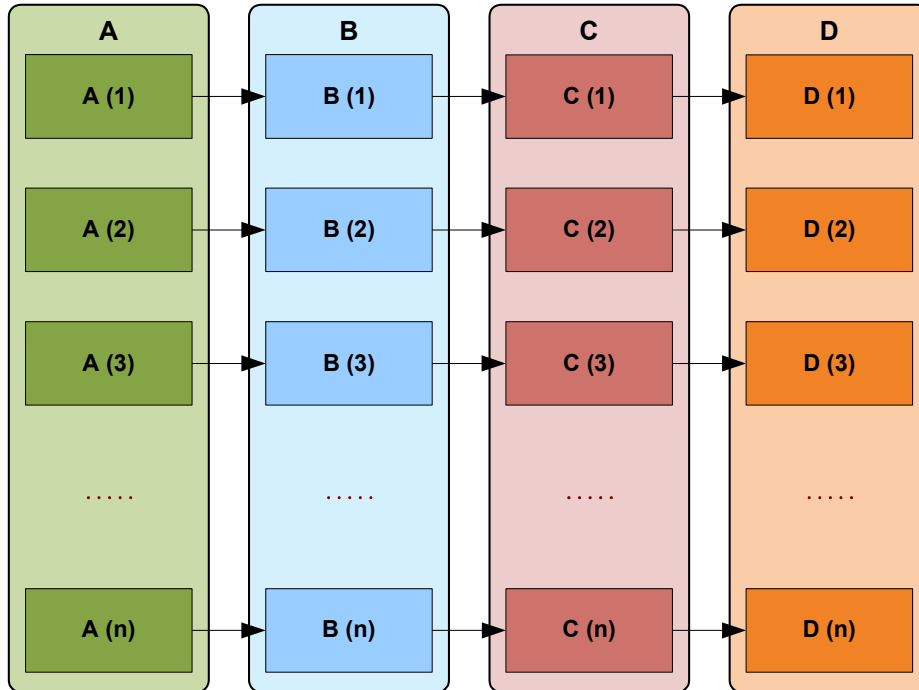 A B C D
A (1) B (1) C (1) D (1)
A (2) B (2) C (2) D (2)
A (3) B (3) C (3) D (3)
..... ..... ..... .....
A (n) B (n) C (n) D (n)